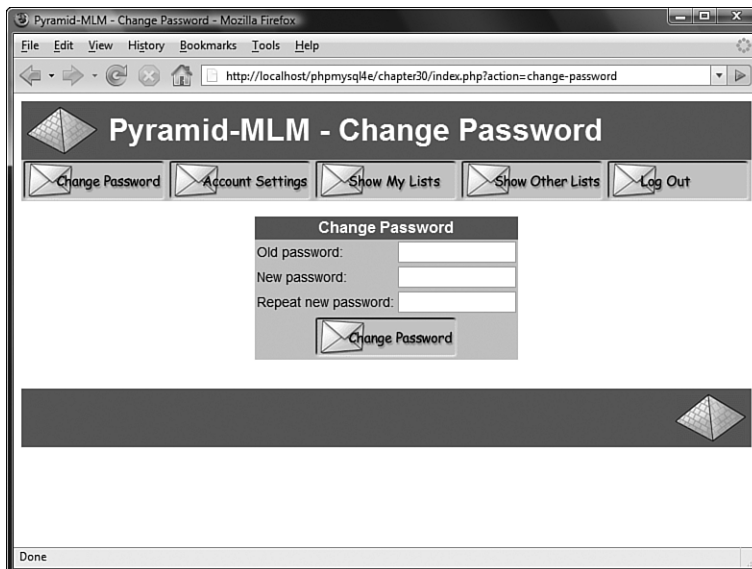 Pyramid-MLM - Change Password - Mozilla Firefox
File Edit View History Bookmarks Tools Help
http://localhost/phpmysql4e/chapter30/index.php?action=change-password
Pyramid-MLM - Change Password
Change Password Account Settings Show My Lists Show Other Lists Log Out
Change Password
Old password:
New password:
Repeat new password:
Change Password
Done